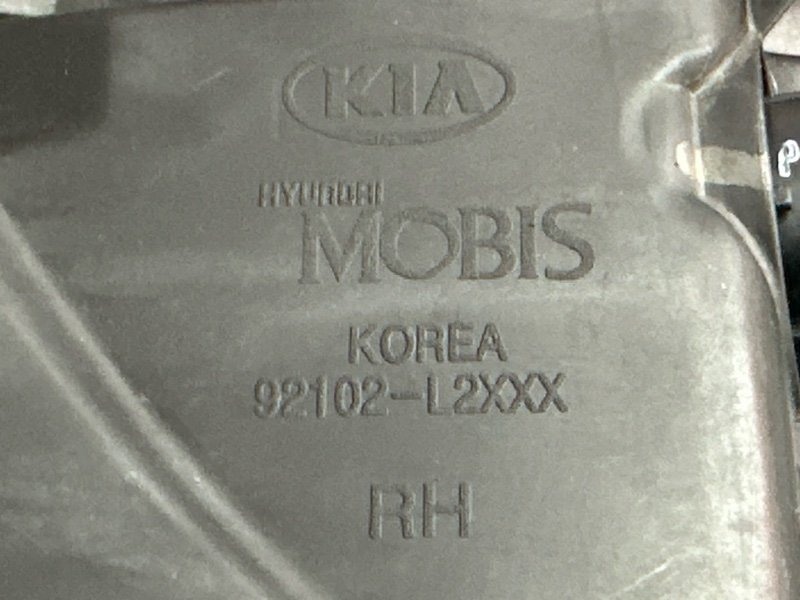 KIA
HYUNDAI
MOBIS
KOREA
92102-L2XXX
RH
P